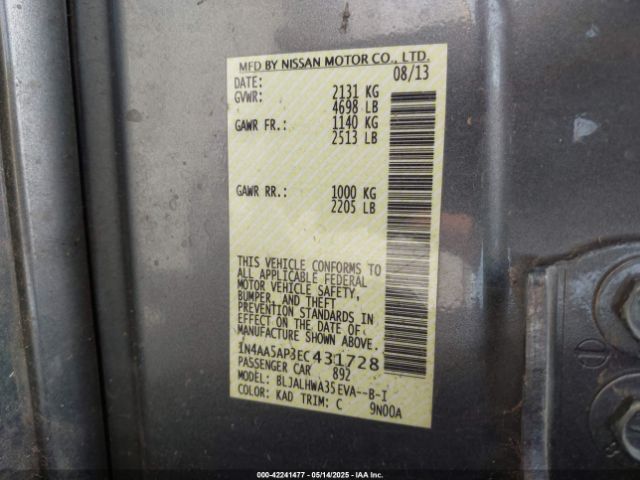 MFD BY NISSAN MOTOR CO., LTD.
DATE: 08/13
GVWR: 2131 KG
4698 LB
GAWR FR.: 1140 KG
2513 LB
GAWR RR.: 1000 KG
2205 LB
THIS VEHICLE CONFORMS TO
ALL APPLICABLE FEDERAL
MOTOR VEHICLE SAFETY,
BUMPER, AND THEFT
PREVENTION STANDARDS IN
EFFECT ON THE DATE OF
MANUFACTURE SHOWN ABOVE.
1N4AA5AP3EC431728
PASSENGER CAR 892
MODEL: BLJALHWA35EVA--B-I
COLOR: KAD TRIM: C 9N00A
000-42241477 05/14/2025 IAA Inc.